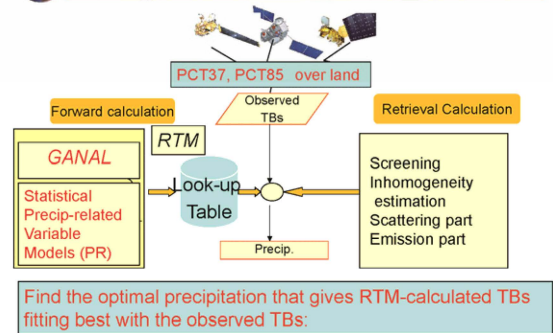 PCT37, PCT85 over land
Forward calculation
Observed
TBs
Retrieval Calculation
RTM
GANAL
Look-up
Table
Statistical
Precip-related
Variable
Models (PR)
Screening
Inhomogeneity
estimation
Scattering part
Emission part
Precip.
Find the optimal precipitation that gives RTM-calculated TBs
fitting best with the observed TBs: